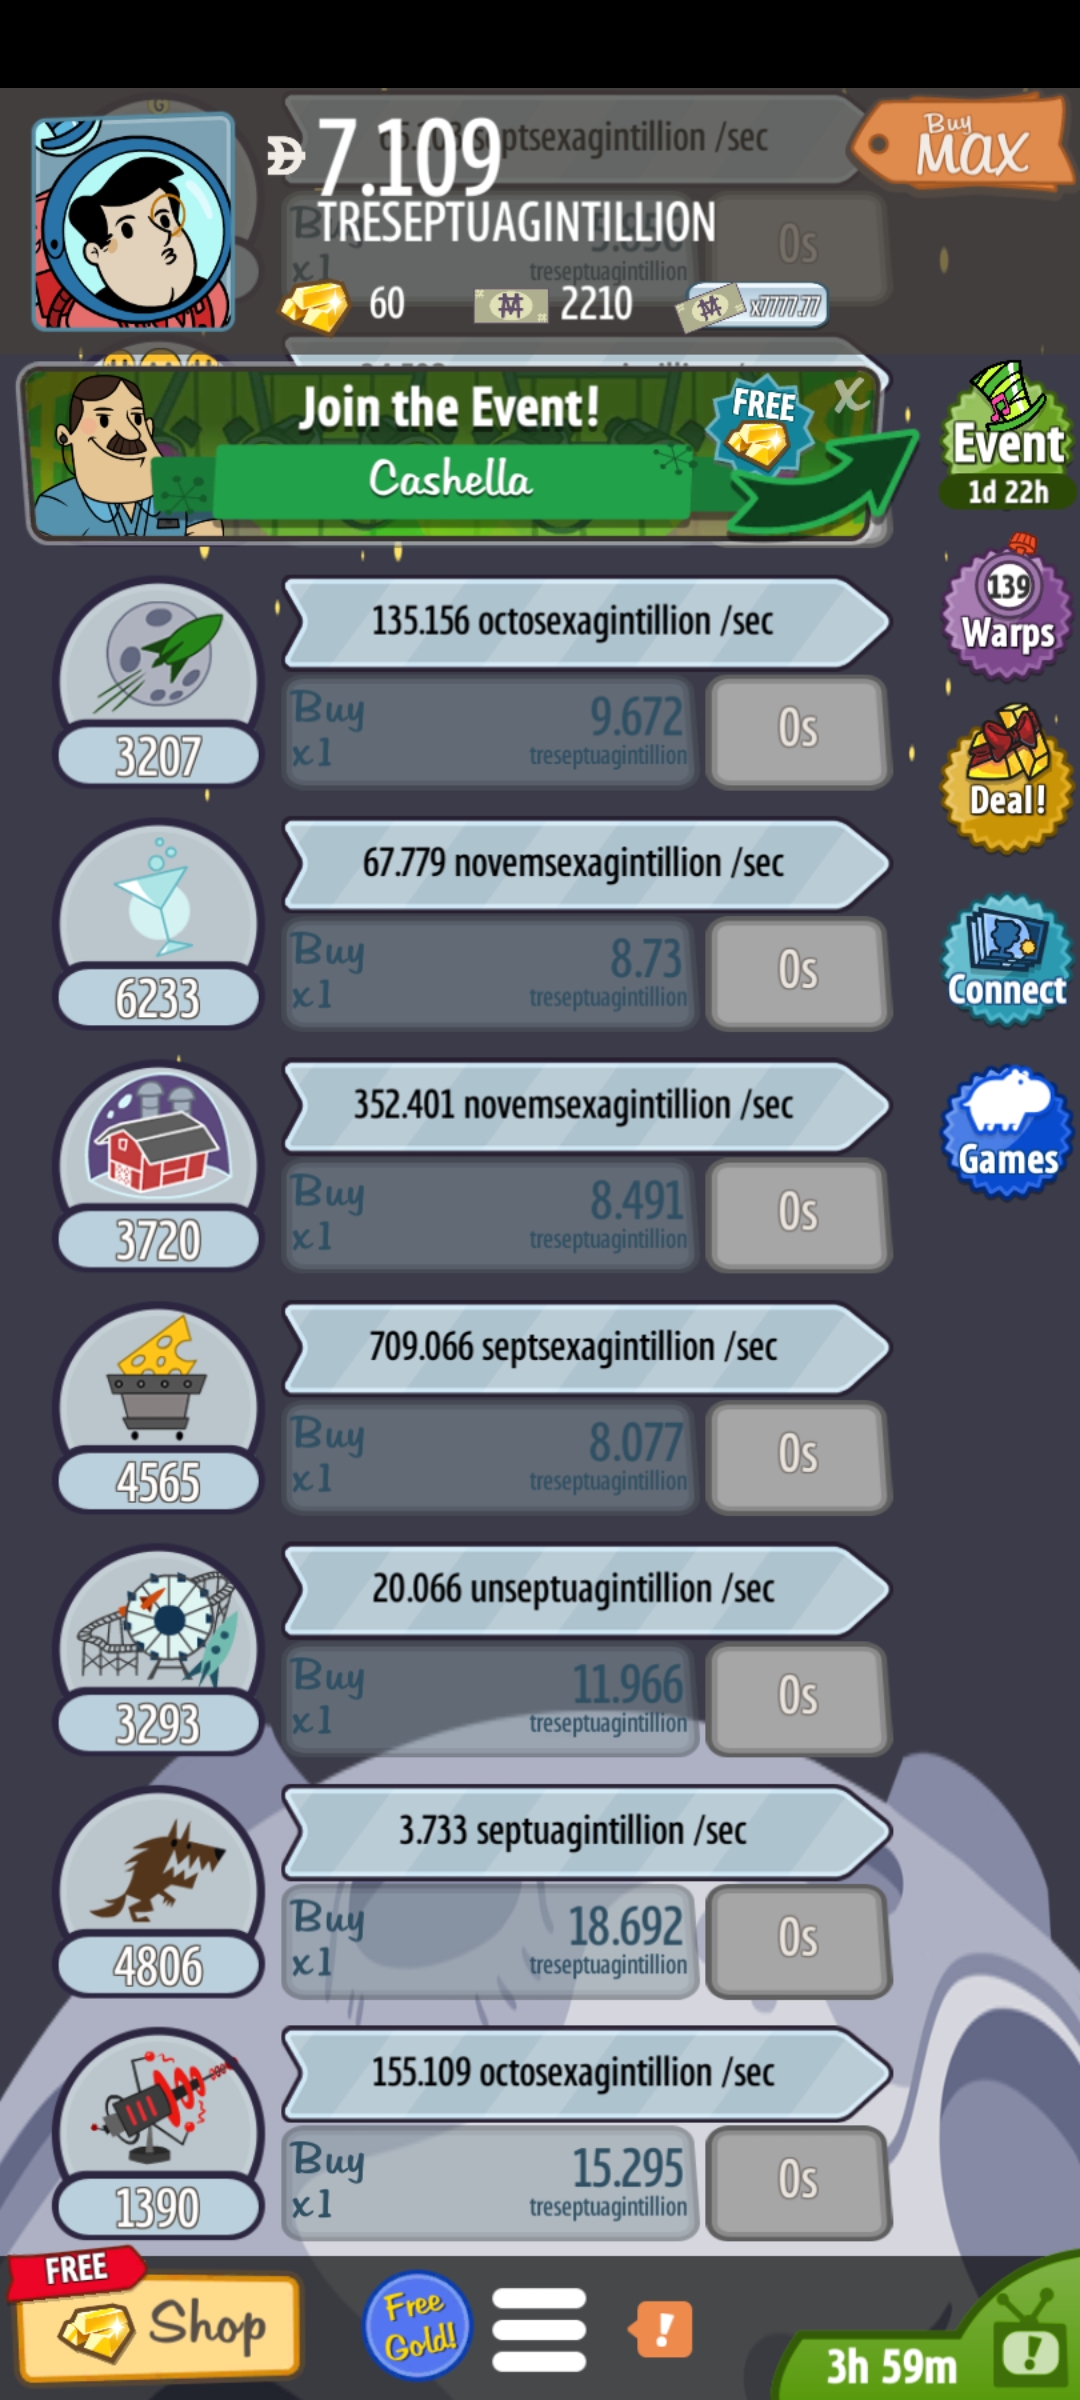 septsexagintillion /sec
Buy
MAX
7.109
TRESEPTUAGINTILLION
x1
treseptuagintillion
0s
60
2210
x7777.77
Join the Event!
FREE
X
Cashella
Event
1d 22h
135.156 octosexagintillion /sec
139
Warps
Buy
x1
9.672
treseptuagintillion
0s
3207
Deal!
67.779 novemsexagintillion /sec
Buy
x1
8.73
treseptuagintillion
0s
6233
Connect
352.401 novemsexagintillion /sec
Games
Buy
x1
8.491
treseptuagintillion
0s
3720
709.066 septsexagintillion /sec
Buy
x1
8.077
treseptuagintillion
0s
4565
20.066 unseptuagintillion /sec
Buy
x1
11.966
treseptuagintillion
0s
3293
3.733 septuagintillion /sec
Buy
x1
18.692
treseptuagintillion
0s
4806
155.109 octosexagintillion /sec
Buy
x1
15.295
treseptuagintillion
0s
1390
FREE
Shop
Free
Gold!
!
3h 59m
!